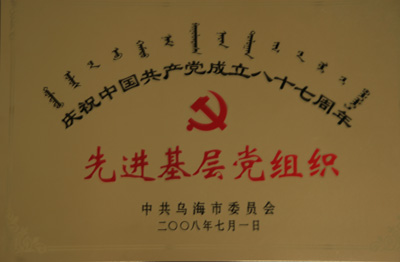 庆祝中国共产党成立八十七周年
先进基层党组织
中共乌海市委员会
二〇〇八年七月一日